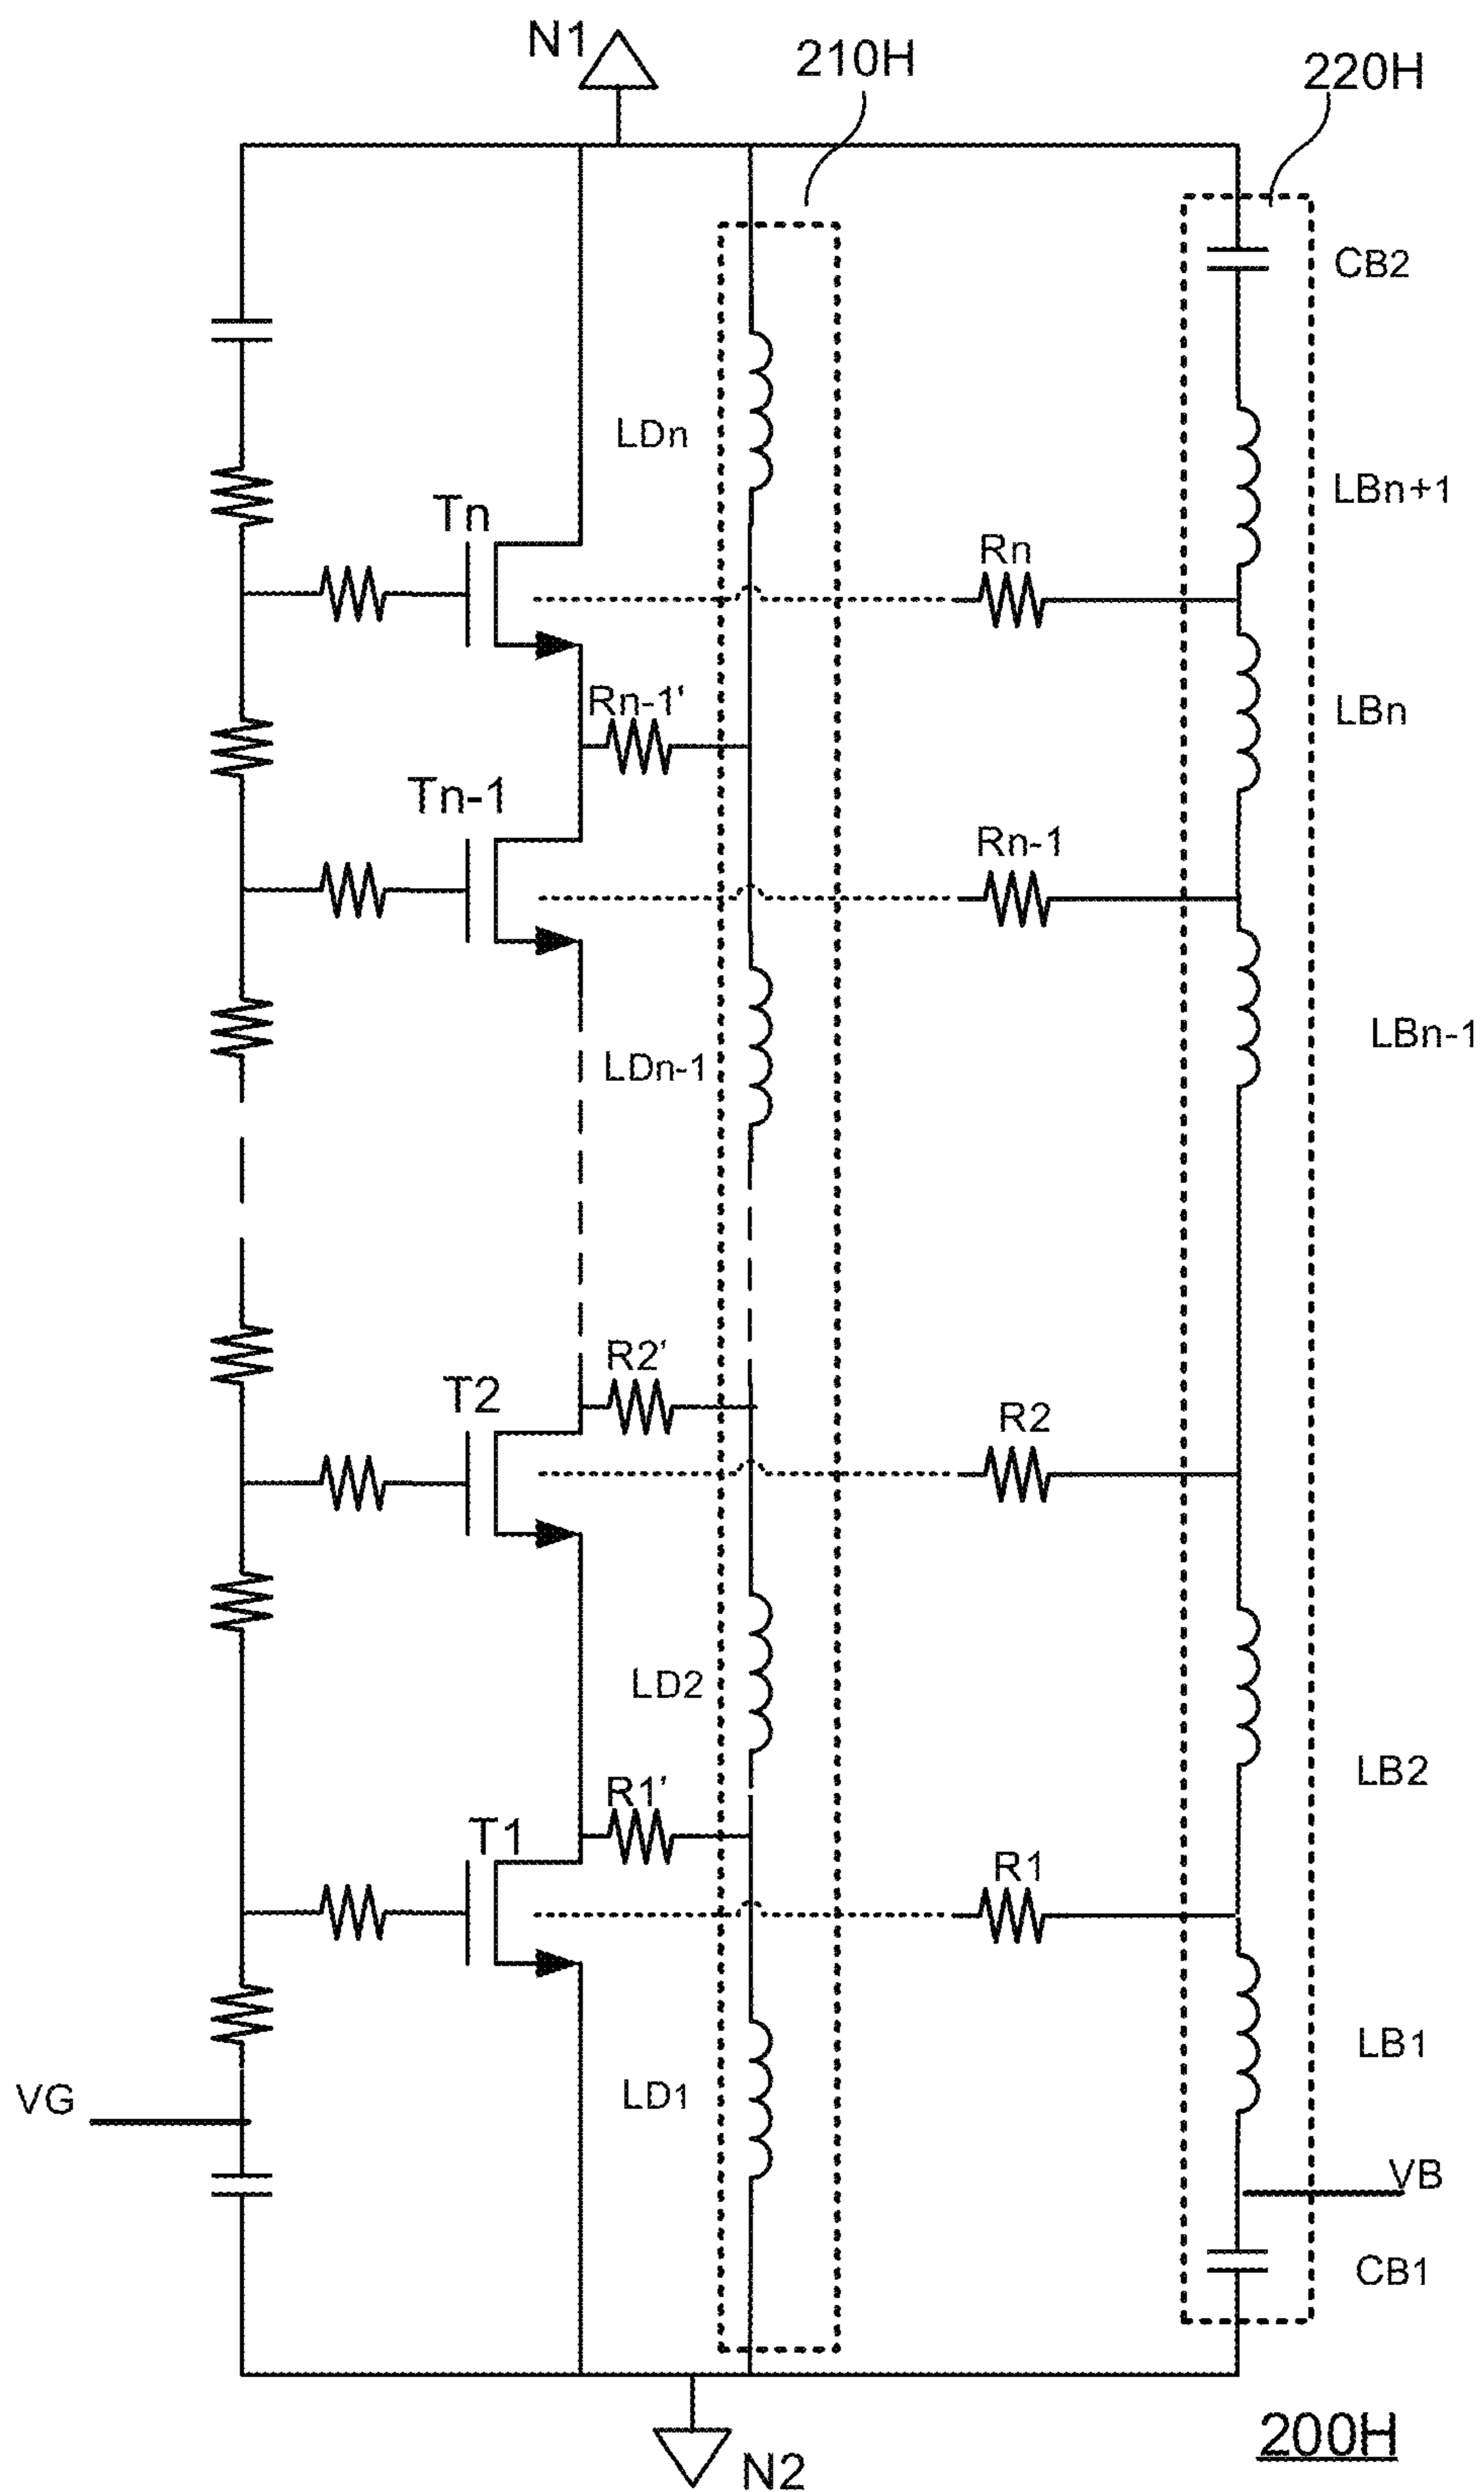 N1
210H
220H
CB2
LDn
LBn+1
Tn
Rn
Rn-1'
LBn
Tn-1
Rn-1
LDn-1
LBn-1
R2'
T2
R2
LD2
LB2
R1'
T1
R1
LB1
LD1
VG
VB
CB1
200H
N2